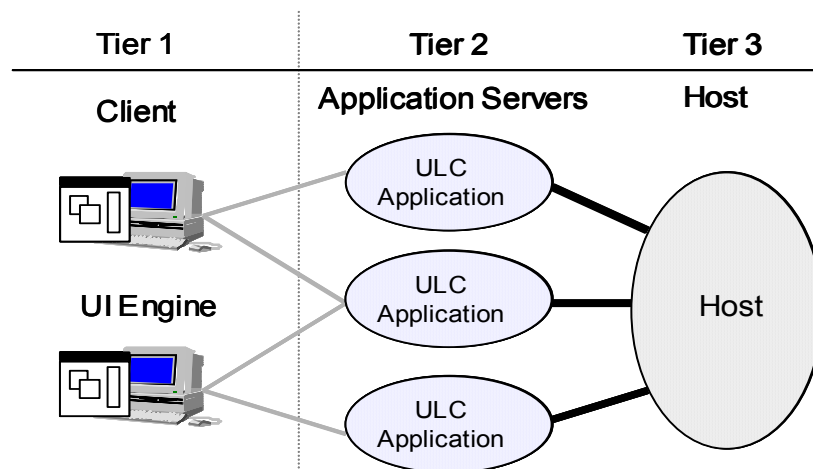 Tier 1
Tier 2
Tier 3
Client
Application Servers
Host
ULC
Application
UI Engine
ULC
Application
Host
ULC
Application